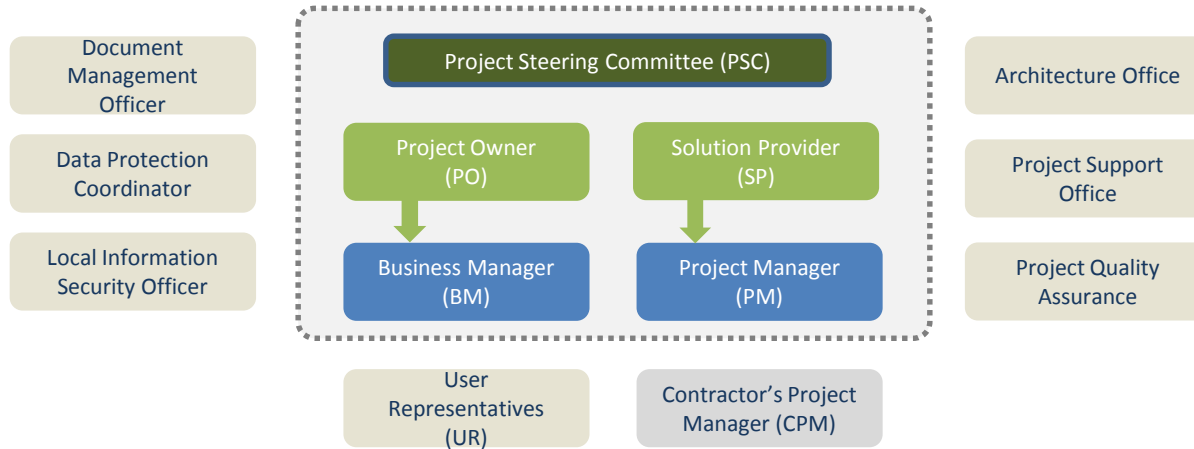 Document
Management
Officer
Data Protection
Coordinator
Local Information
Security Officer
Project Steering Committee (PSC)
Project Owner
(PO)
Solution Provider
(SP)
Business Manager
(BM)
Project Manager
(PM)
User
Representatives
(UR)
Contractor's Project
Manager (CPM)
Architecture Office
Project Support
Office
Project Quality
Assurance